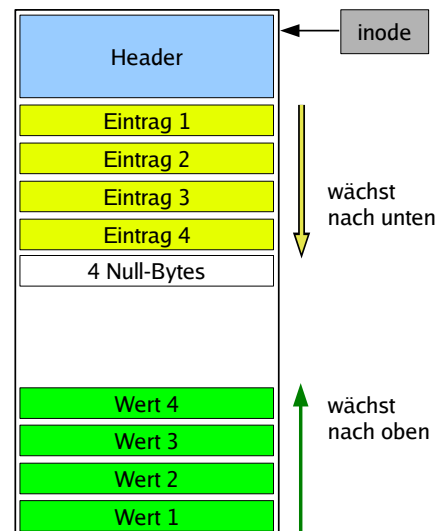 inode
Header
Eintrag 1
Eintrag 2
Eintrag 3
Eintrag 4
4 Null-Bytes
wächst
nach unten
Wert 4
Wert 3
Wert 2
Wert 1
wächst
nach oben